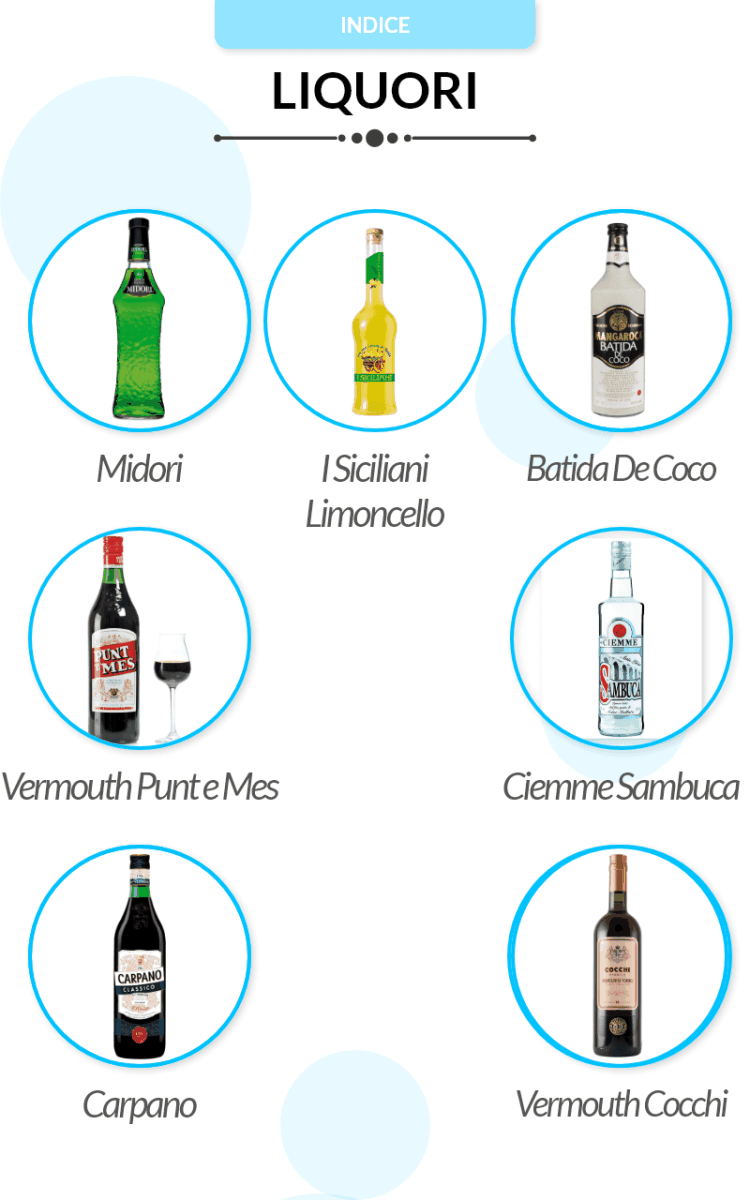 INDICE
LIQUORI
MIDORI
MANGAROCA
BATIDA
DE
COCO
Midori
I Siciliani
Limoncello
Batida De Coco
PUNT
E MES
CIEMME
SAMBUCA
Vermouth Punt e Mes
Ciemme Sambuca
CARPANO
CLASSICO
COCCHI
Carpano
Vermouth Cocchi